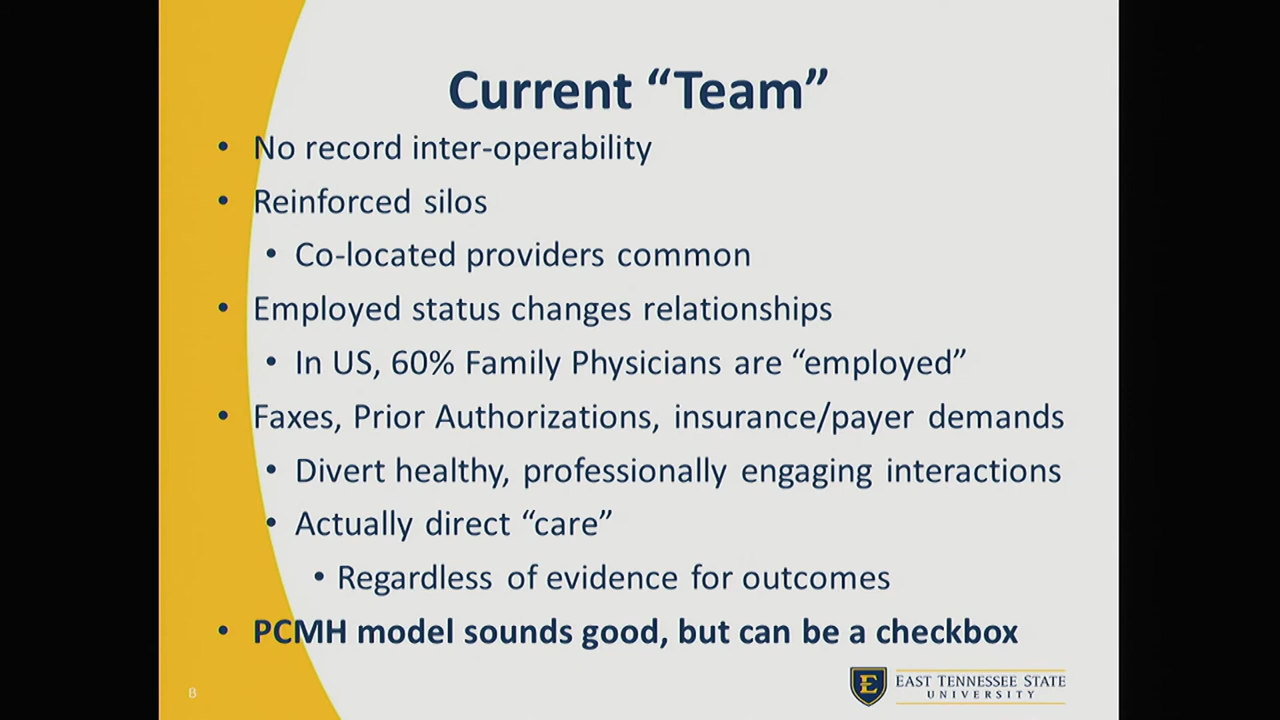 Current “Team”
• No record inter-operability
• Reinforced silos
• Co-located providers common
• Employed status changes relationships
• In US, 60% Family Physicians are “employed”
• Faxes, Prior Authorizations, insurance/payer demands
• Divert healthy, professionally engaging interactions
• Actually direct “care”
• Regardless of evidence for outcomes
• PCMH model sounds good, but can be a checkbox
E
EAST TENNESSEE STATE
UNIVERSITY